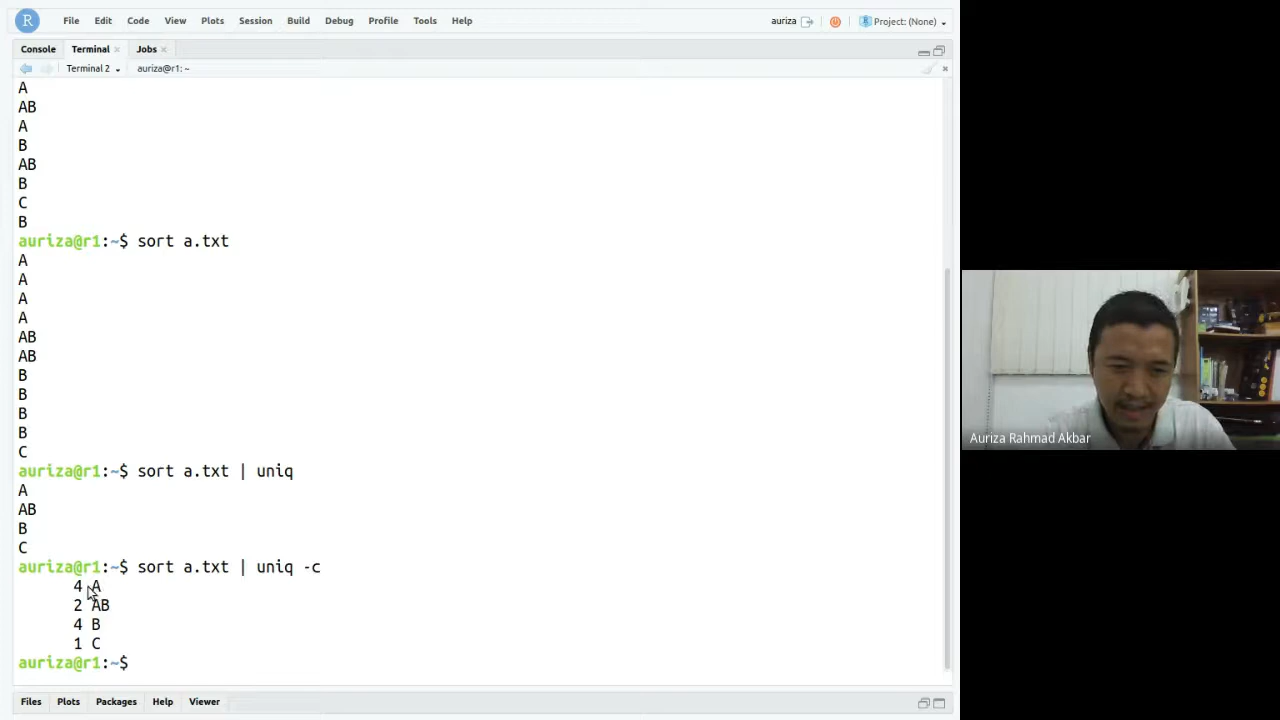 R File Edit Code View Plots Session Build Debug Profile Tools Help auriza Project: (None)
Console Terminal Jobs
Terminal 2 auriza@r1: ~
A
AB
A
B
AB
B
C
B
auriza@r1:~$ sort a.txt
A
A
A
A
AB
AB
B
B
B
B
C
auriza@r1:~$ sort a.txt | uniq
A
AB
B
C
auriza@r1:~$ sort a.txt | uniq -c
4 A
2 AB
4 B
1 C
auriza@r1:~$
Files Plots Packages Help Viewer
Auriza Rahmad Akbar